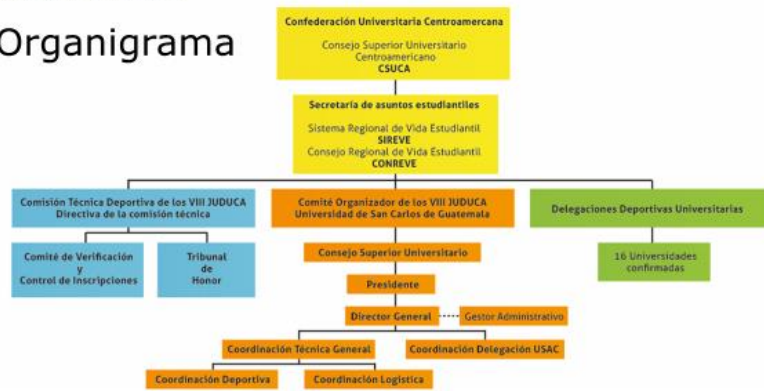 Organigrama
Confederación Universitaria Centroamercana
Consejo Superior Universitario
Centroamericano
CSUCA
Secretaría de asuntos estudiantiles
Sistema Regional de Vida Estudiantil
SIREVE
Consejo Regional de Vida Estudiantil
CONREVE
Comisión Técnica Deportiva de los VIII JUDUCA
Directiva de la comisión técnica
Comité Organizador de los VIII JUDUCA
Universidad de San Carlos de Guatemala
Delegaciones Deportivas Universitarias
Comité de Verificación
y
Control de Inscripciones
Tribunal
de
Honor
Consejo Superior Universitario
16 Universidades
confirmadas
Presidente
Director General
Gestor Administrativo
Coordinación Técnica General
Coordinación Delegación USAC
Coordinación Deportiva
Coordinación Logística